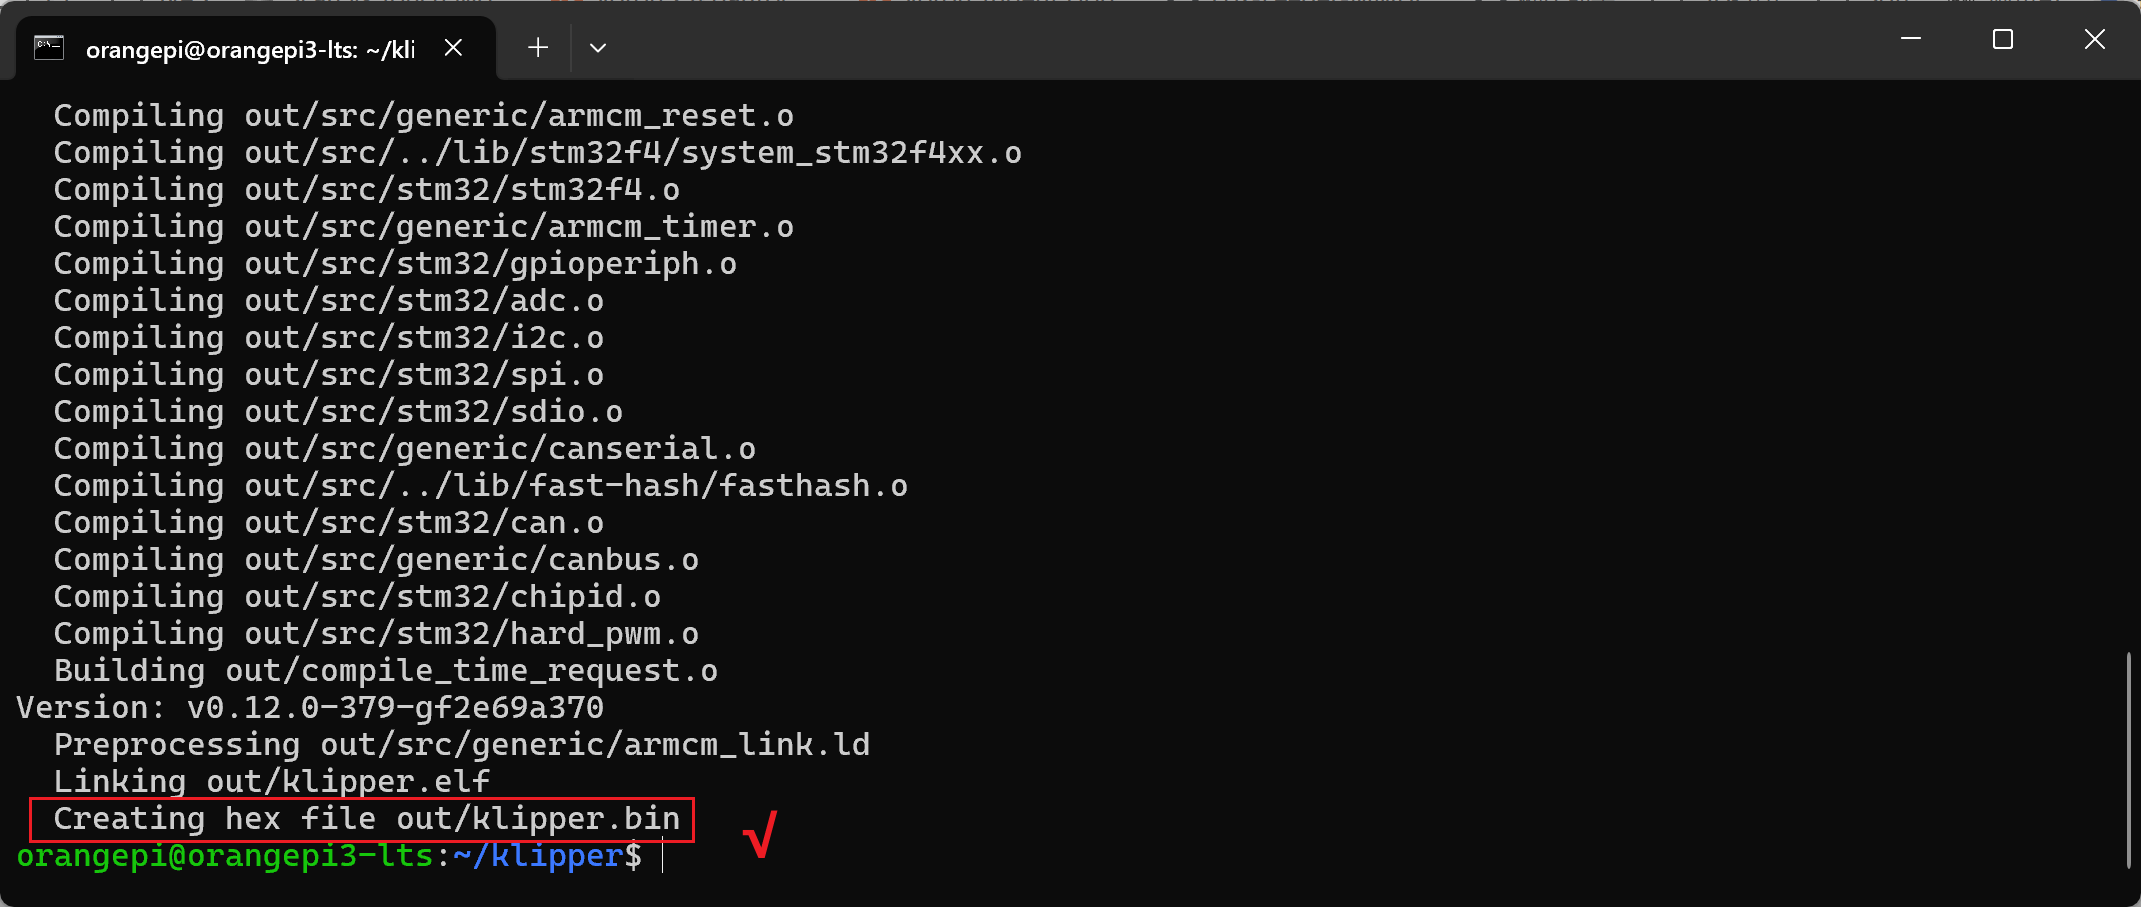 orangepi@orangepi3-lts: ~/kli
Compiling out/src/generic/armcm_reset.o
Compiling out/src/../lib/stm32f4/system_stm32f4xx.o
Compiling out/src/stm32/stm32f4.o
Compiling out/src/generic/armcm_timer.o
Compiling out/src/stm32/gpioperiph.o
Compiling out/src/stm32/adc.o
Compiling out/src/stm32/i2c.o
Compiling out/src/stm32/spi.o
Compiling out/src/stm32/sdio.o
Compiling out/src/generic/canserial.o
Compiling out/src/../lib/fast-hash/fasthash.o
Compiling out/src/stm32/can.o
Compiling out/src/generic/canbus.o
Compiling out/src/stm32/chipid.o
Compiling out/src/stm32/hard_pwm.o
Building out/compile_time_request.o
Version: v0.12.0-379-gf2e69a370
Preprocessing out/src/generic/armcm_link.ld
Linking out/klipper.elf
Creating hex file out/klipper.bin
orangepi@orangepi3-lts:~/klipper$